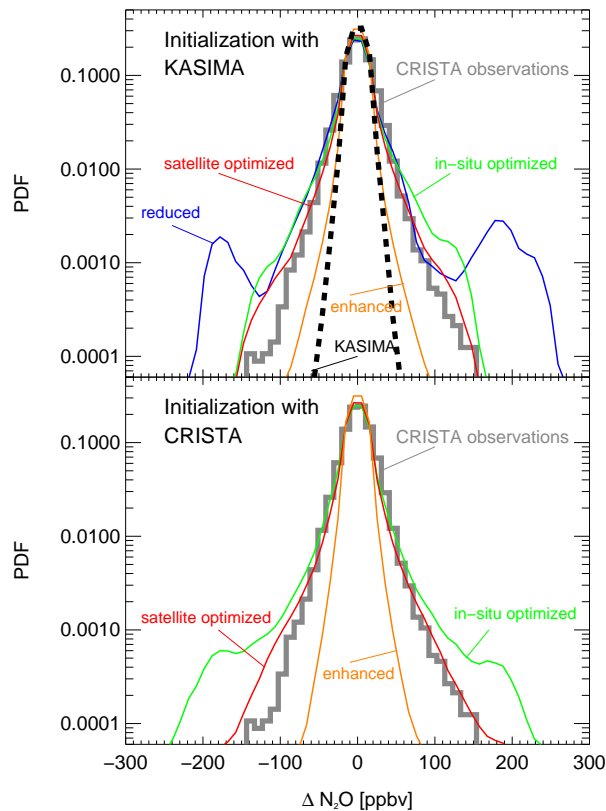 Initialization with
KASIMA
CRISTA observations
satellite optimized
in−situ optimized
reduced
enhanced
KASIMA
PDF
0.1000
0.0100
0.0010
0.0001
Initialization with
CRISTA
CRISTA observations
satellite optimized
in−situ optimized
enhanced
PDF
0.1000
0.0100
0.0010
0.0001
−300 −200 −100 0 100 200 300
Δ N₂O [ppbv]